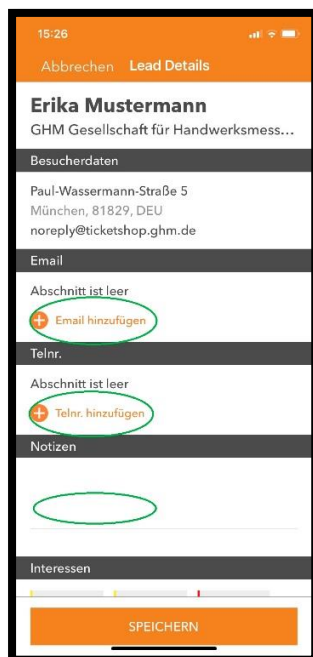 15:26
Abbrechen Lead Details
Erika Mustermann
GHM Gesellschaft für Handwerksmess...
Besucherdaten
Paul-Wassermann-Straße 5
München, 81829, DEU
noreply@ticketshop.ghm.de
Email
Abschnitt ist leer
Email hinzufügen
Telnr.
Abschnitt ist leer
Telnr. hinzufügen
Notizen
Interessen
SPEICHERN